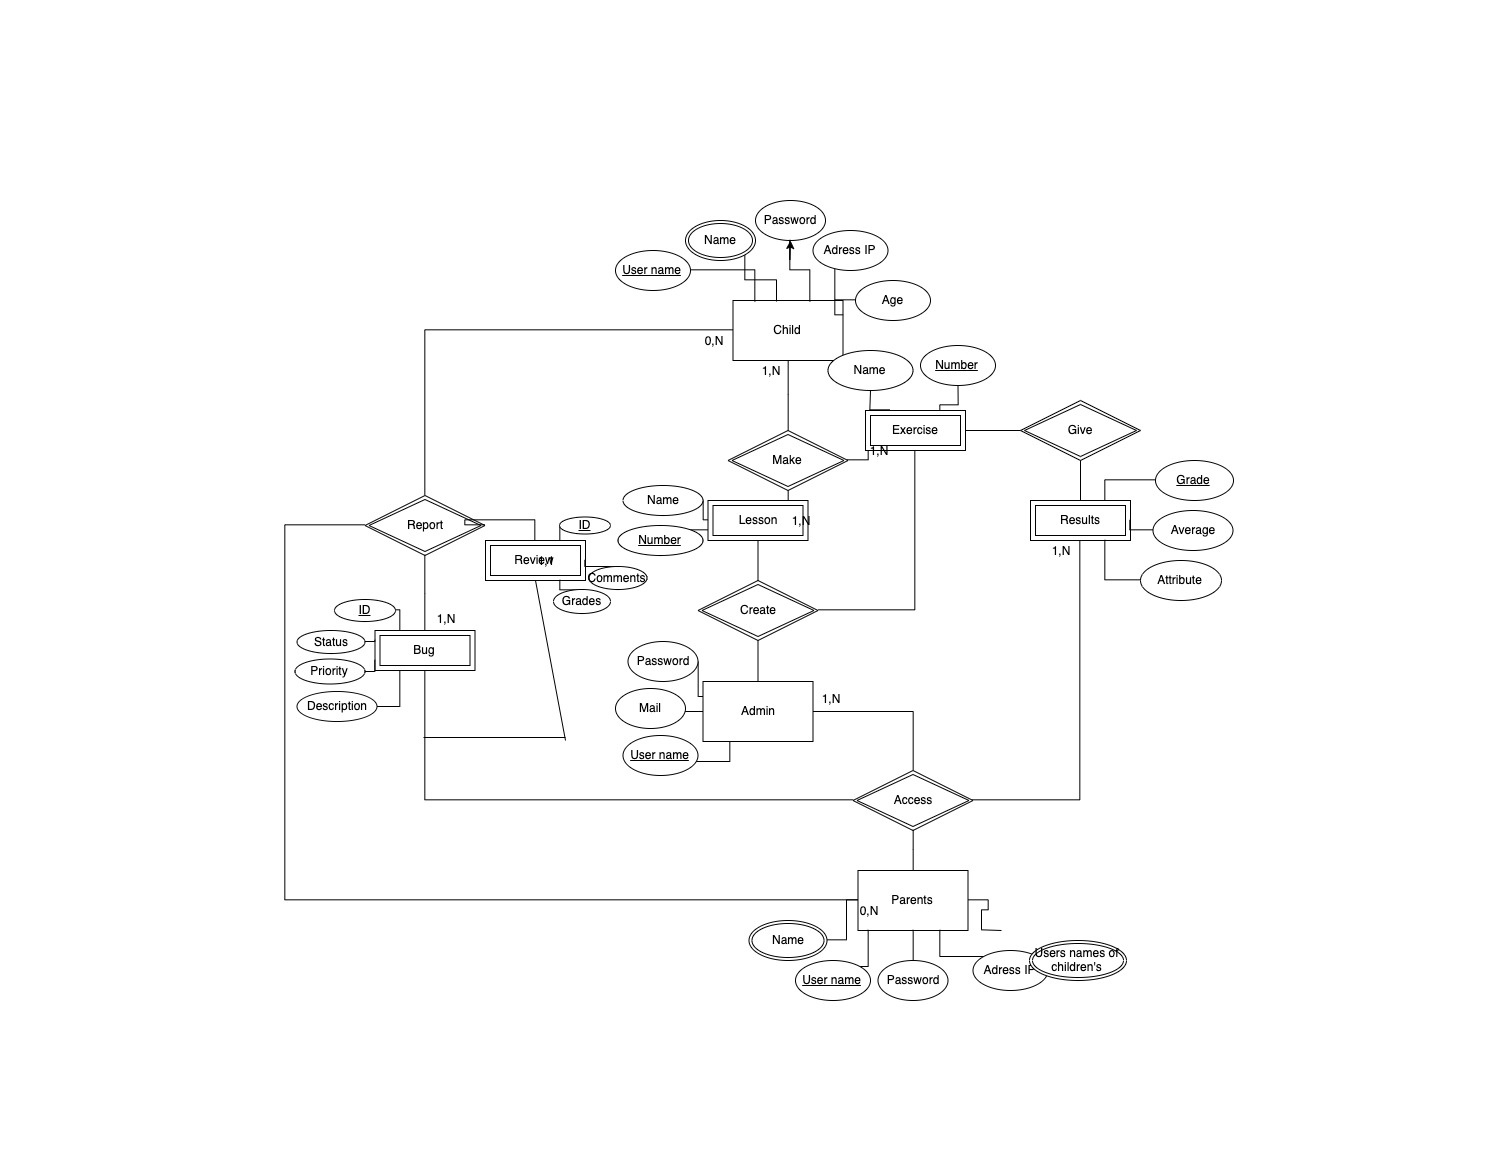 Password
Name
Adress IP
User name
Age
Child
0,N
1,N
Name
Number
Exercise
Give
1,N
Make
Grade
Name
Lesson
1,N
Results
Report
ID
Average
Number
1,N
Review
Comments
Attribute
Grades
ID
Create
1,N
Status
Bug
Password
Priority
1,N
Description
Mail
Admin
User name
Access
Parents
0,N
Name
Users names of
children's
Adress IP
User name
Password